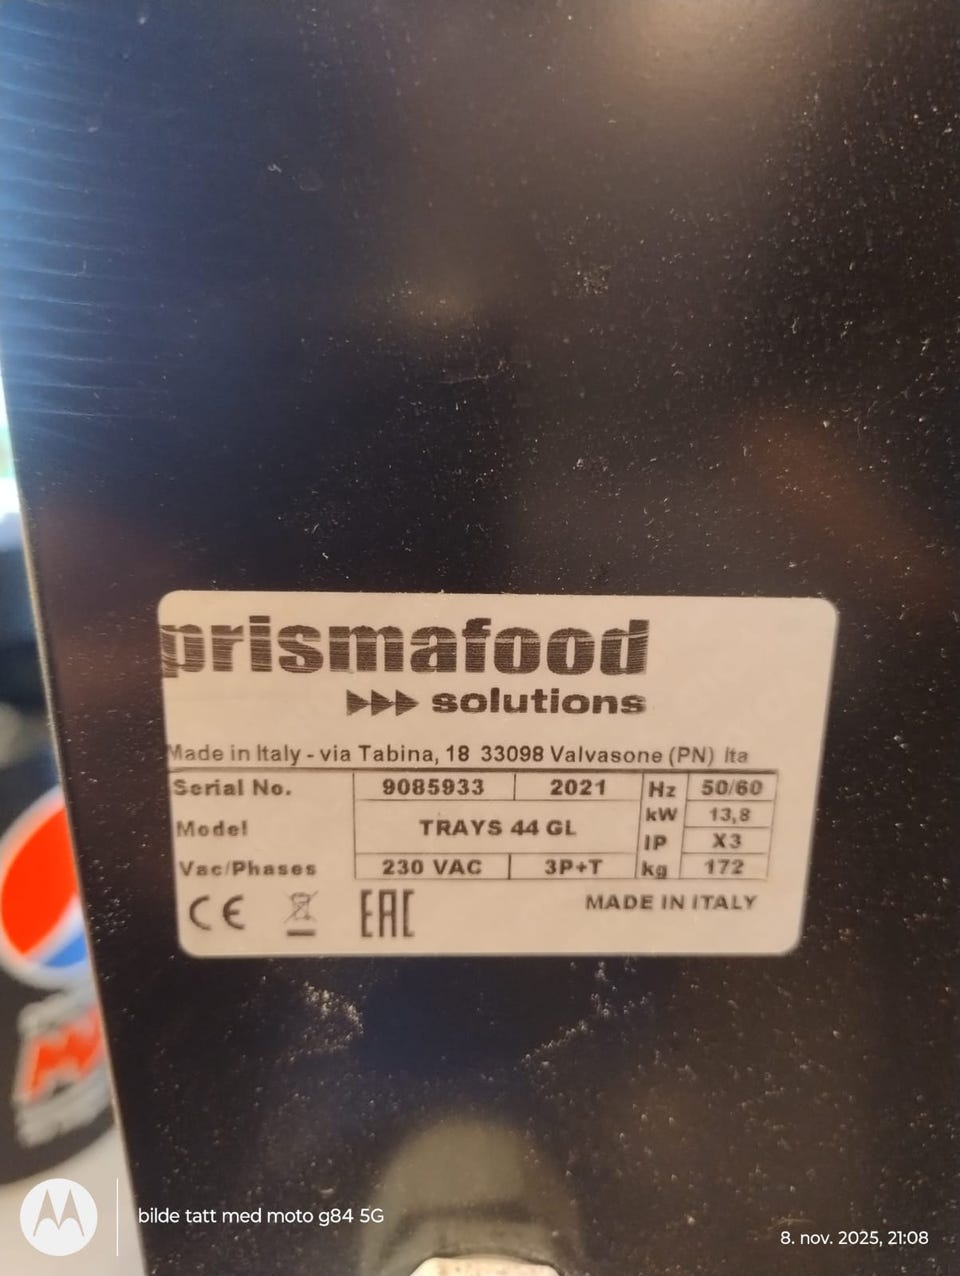 prismafood
solutions
Made in Italy - via Tabina, 18 33098 Valvasone (PN) Ita
Serial No. 9085933 2021 Hz 50/60
Model TRAYS 44 GL kW 13,8
IP X3
Vac/Phases 230 VAC 3P+T kg 172
CE EAC MADE IN ITALY
bilde tatt med moto g84 5G
8. nov. 2025, 21:08